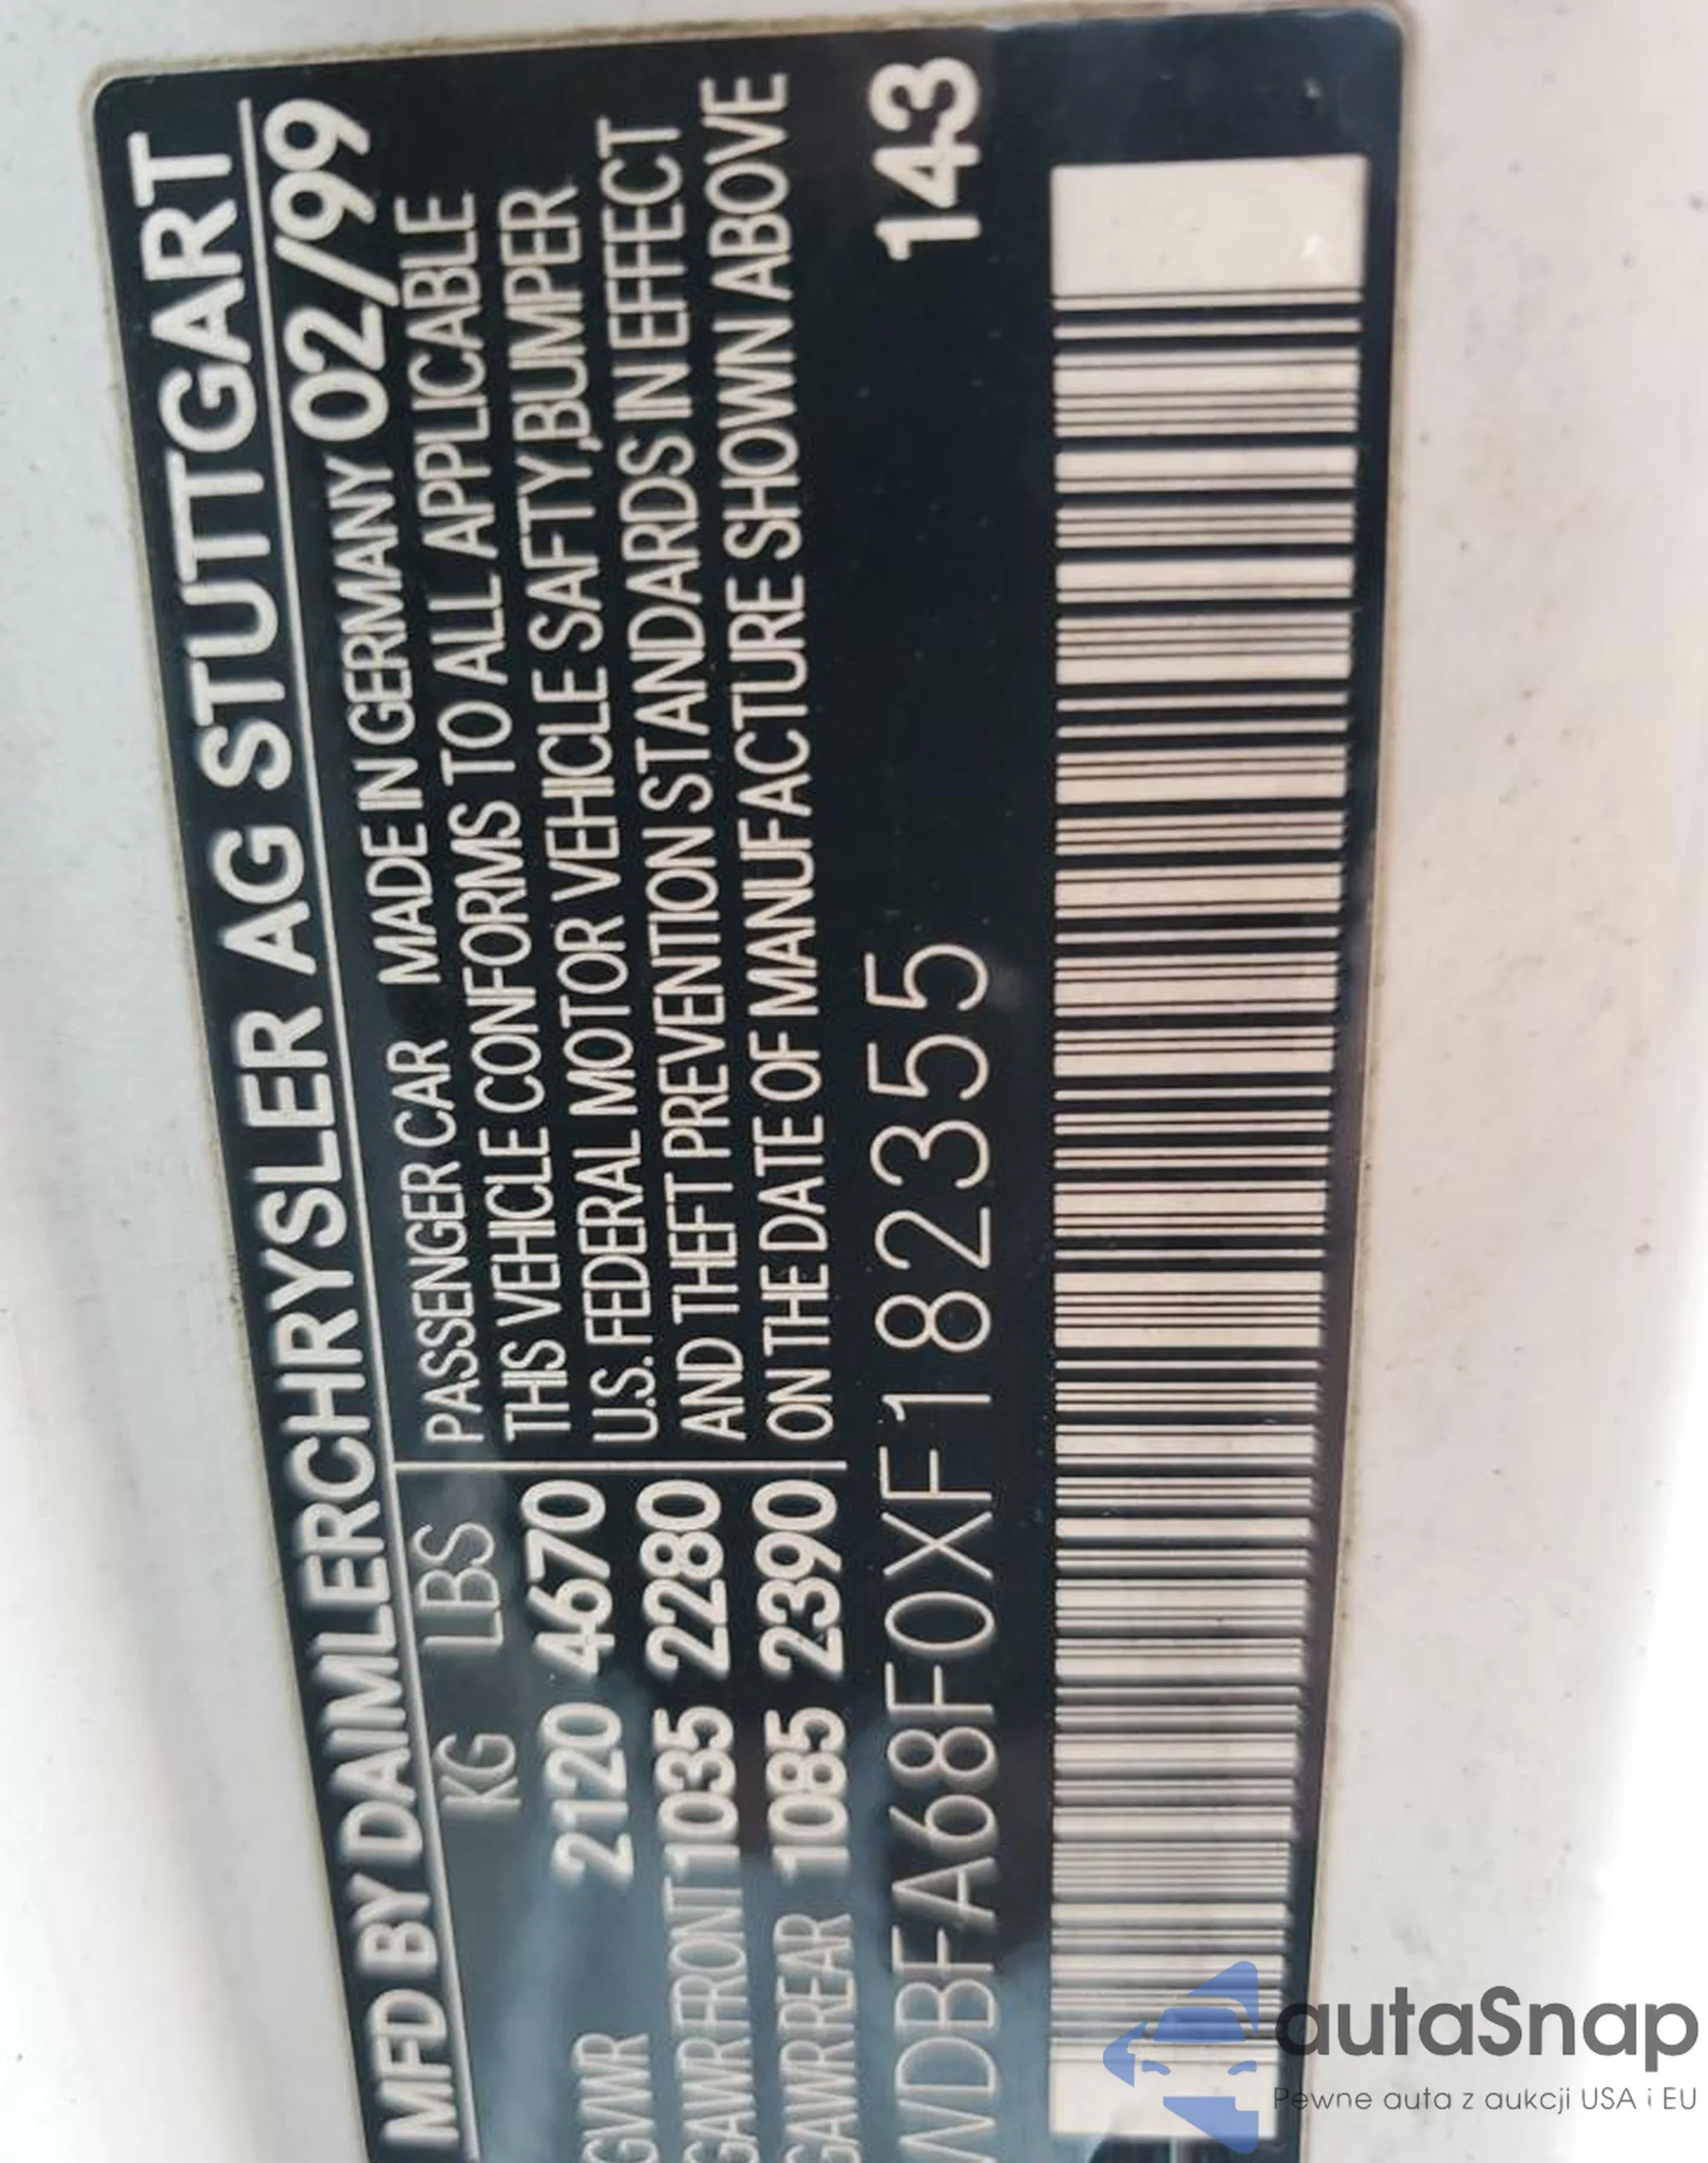 MFD BY DAIMLERCHRYSLER AG STUTTGART
PASSENGER CAR MADE IN GERMANY 02/99
KG LBS
GVWR 2120 4670
GAWR FRONT 1035 2280
GAWR REAR 1085 2390
THIS VEHICLE CONFORMS TO ALL APPLICABLE
U.S. FEDERAL MOTOR VEHICLE SAFTY,BUMPER
AND THEFT PREVENTION STANDARDS IN EFFECT
ON THE DATE OF MANUFACTURE SHOWN ABOVE
WDBFA68F0XF182355
143
autaSnap
Pewne auta z aukcji USA i EU